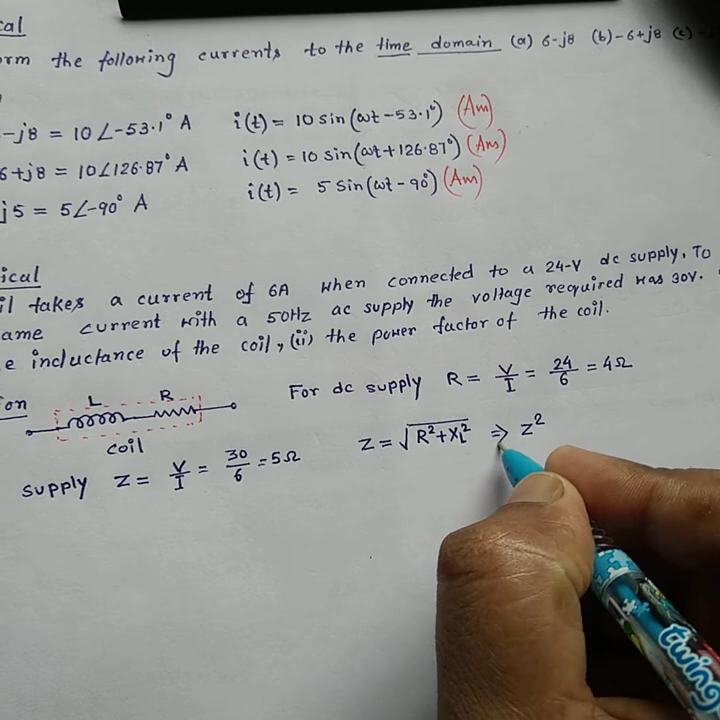 cal
orm the following currents to the time domain (a) 6-j8 (b) -6+j8 (c) -
-j8 = 10∠-53.1° A i(t) = 10 sin(ωt-53.1°) (Am)
6+j8 = 10∠126.87° A i(t) = 10 sin(ωt+126.87°) (Am)
j5 = 5∠-90° A i(t) = 5 sin(ωt-90°) (Am)
ical
il takes a current of 6A when connected to a 24-V dc supply. To
ame current with a 50Hz ac supply the voltage required was 30V.
e inductance of the coil, (ii) the power factor of the coil.
on L R For dc supply R = V/I = 24/6 = 4Ω
coil
supply Z = V/I = 30/6 = 5Ω Z = √R²+X_L² ⇒ Z²
twing